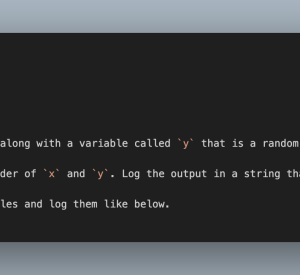 along with a variable called `y` that is a random
der of `x` and `y`. Log the output in a string
les and log them like below.